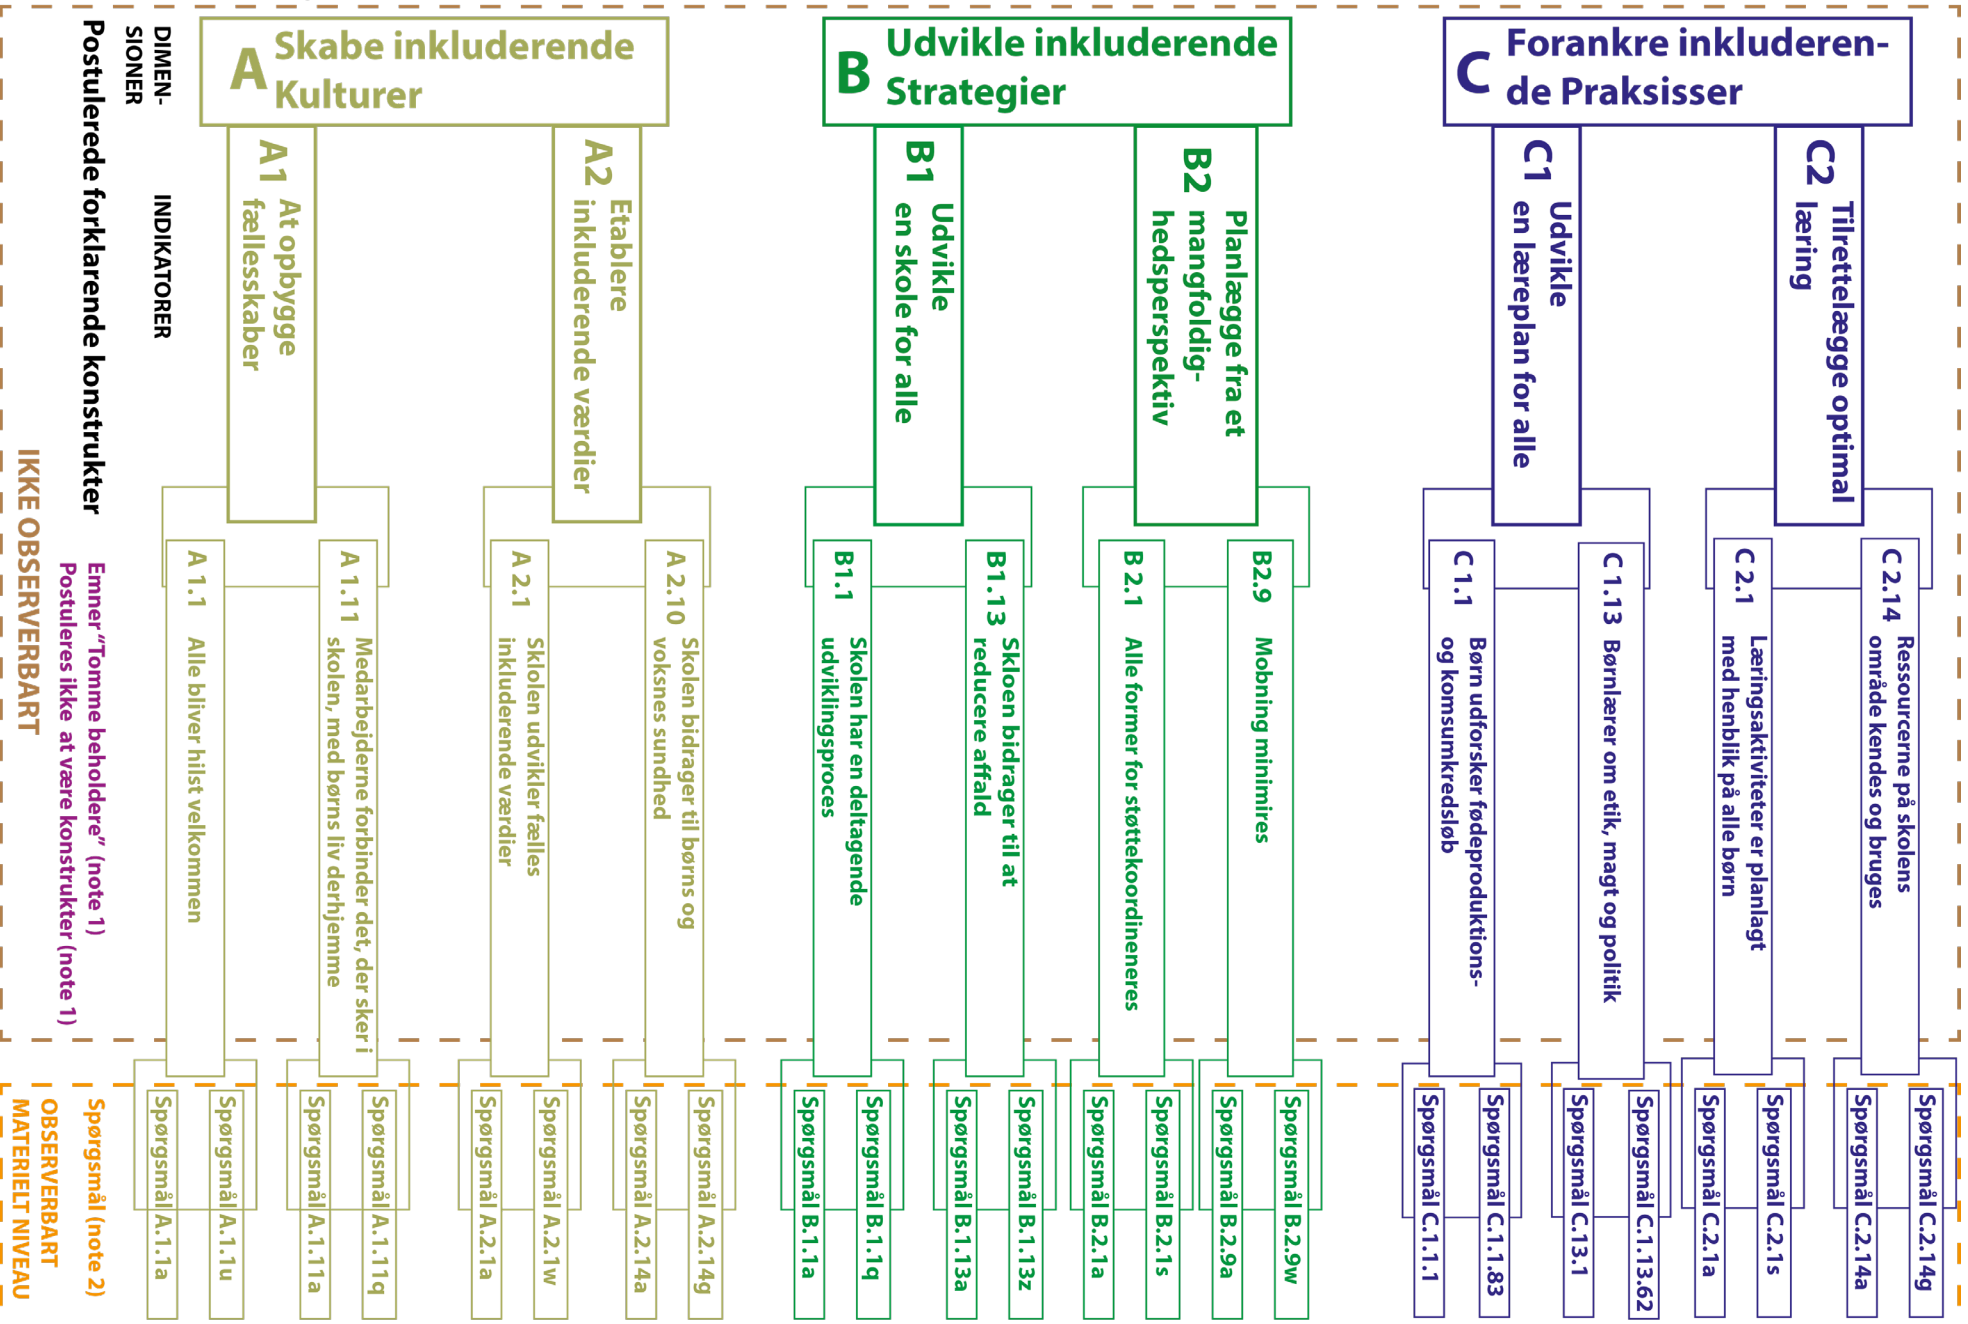 DIMEN-
SIONER
INDIKATORER
Postulerede forklarende konstrukter
IKKE OBSERVERBART
Emner “Tomme beholdere” (note 1)
Postuleres ikke at være konstrukter (note 1)
Spørgsmål (note 2)
OBSERVERBART
MATERIELT NIVEAU
A Skabe inkluderende
Kulturer
A1 At opbygge
fællesskaber
A2 Etablere
inkluderende værdier
A 1.1 Alle bliver hilst velkommen
A 1.11 Medarbejderne forbinder det, der sker i
skolen, med børns liv derhjemme
A 2.1 Sklolen udvikler fælles
inkluderende værdier
A 2.10 Skolen bidrager til børns og
voksnes sundhed
Spørgsmål A.1.1a
Spørgsmål A.1.1u
Spørgsmål A.1.11a
Spørgsmål A.1.11q
Spørgsmål A.2.1a
Spørgsmål A.2.1w
Spørgsmål A.2.14a
Spørgsmål A.2.14g
B Udvikle inkluderende
Strategier
B1 Udvikle
en skole for alle
B2 Planlægge fra et
mangfoldig-
hedsperspektiv
B1.1 Skolen har en deltagende
udviklingsproces
B1.13 Skloen bidrager til at
reducere affald
B 2.1 Alle former for støttekoordineneres
B2.9 Mobning minimires
Spørgsmål B.1.1a
Spørgsmål B.1.1q
Spørgsmål B.1.13a
Spørgsmål B.1.13z
Spørgsmål B.2.1a
Spørgsmål B.2.1s
Spørgsmål B.2.9a
Spørgsmål B.2.9w
C Forankre inkluderen-
de Praksisser
C1 Udvikle
en læreplan for alle
C2 Tilrettelægge optimal
læring
C 1.1 Børn udforsker fødeproduktions-
og komsumkredsløb
C 1.13 Børnlærer om etik, magt og politik
C 2.1 Læringsaktiviteter er planlagt
med henblik på alle børn
C 2.14 Ressourcerne på skolens
område kendes og bruges
Spørgsmål C.1.1.1
Spørgsmål C.1.1.83
Spørgsmål C.13.1
Spørgsmål C.1.13.62
Spørgsmål C.2.1a
Spørgsmål C.2.1s
Spørgsmål C.2.14a
Spørgsmål C.2.14g